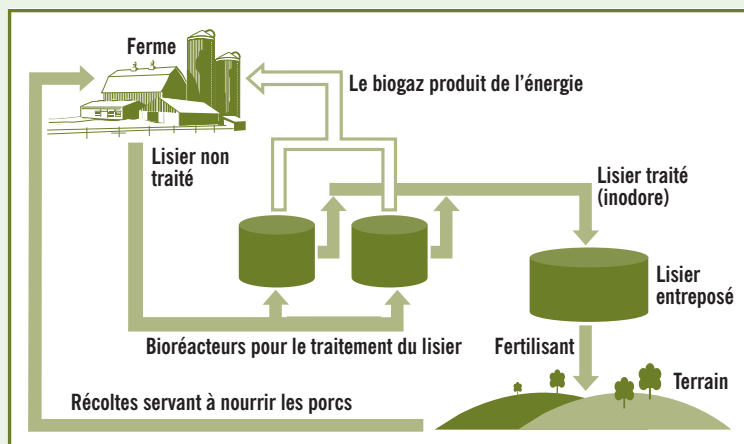 Ferme
Le biogaz produit de l'énergie
Lisier non
traité
Lisier traité
(inodore)
Lisier
entreposé
Bioréacteurs pour le traitement du lisier
Fertilisant
Terrain
Récoltes servant à nourrir les porcs